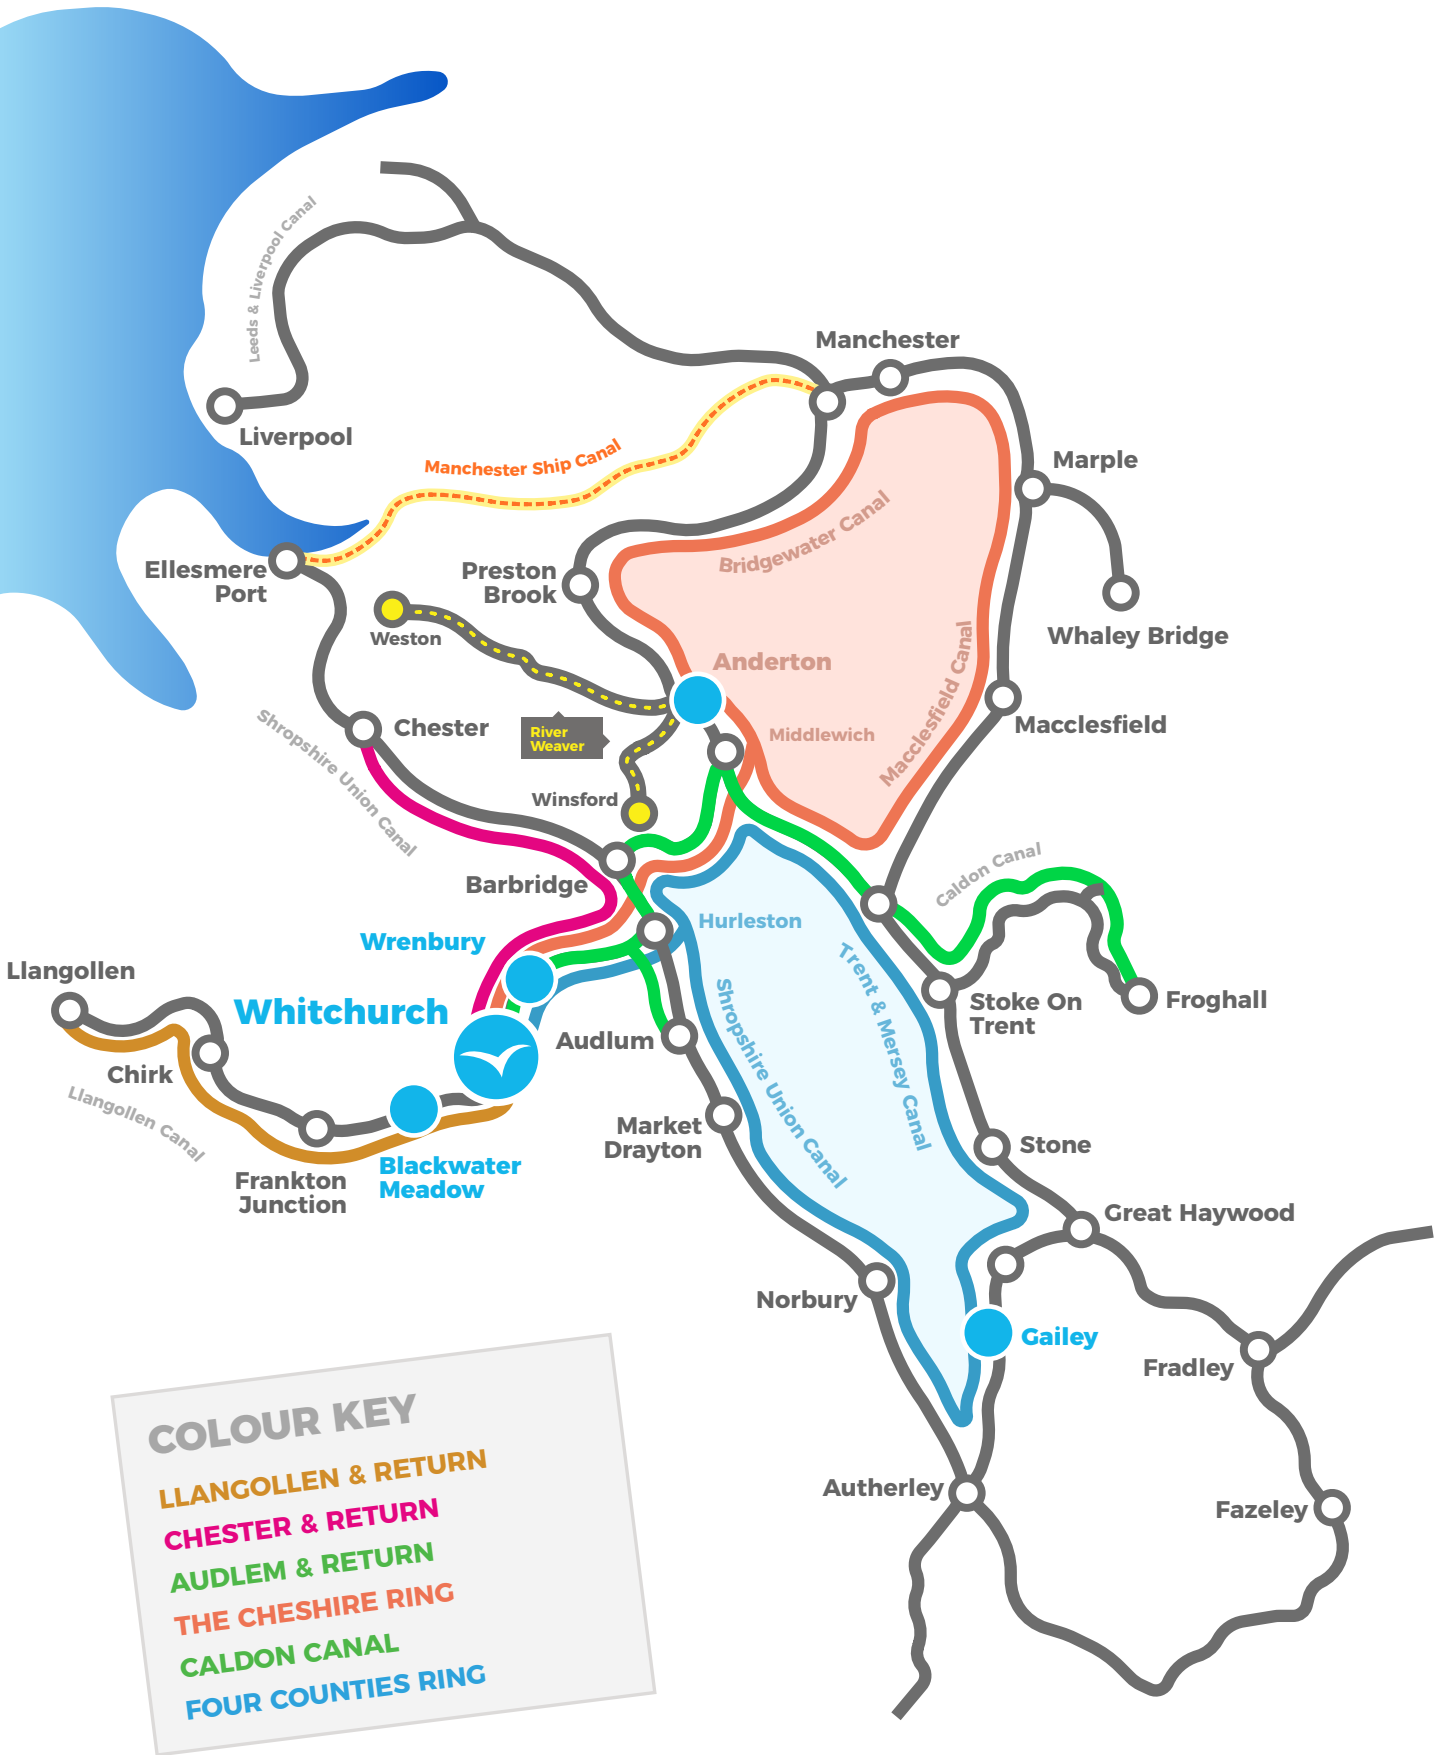 Leeds & Liverpool Canal
Manchester
Liverpool
Manchester Ship Canal
Marple
Bridgewater Canal
Ellesmere
Port
Preston
Brook
Weston
Whaley Bridge
Anderton
Macclesfield Canal
Chester
Shropshire Union Canal
River
Weaver
Middlewich
Macclesfield
Winsford
Barbridge
Caldon Canal
Wrenbury
Hurleston
Llangollen
Whitchurch
Trent & Mersey Canal
Shropshire Union Canal
Stoke On
Trent
Froghall
Audlum
Chirk
Llangollen Canal
Market
Drayton
Stone
Blackwater
Meadow
Frankton
Junction
Great Haywood
Norbury
Gailey
Fradley
Autherley
Fazeley
COLOUR KEY
LLANGOLLEN & RETURN
CHESTER & RETURN
AUDLEM & RETURN
THE CHESHIRE RING
CALDON CANAL
FOUR COUNTIES RING